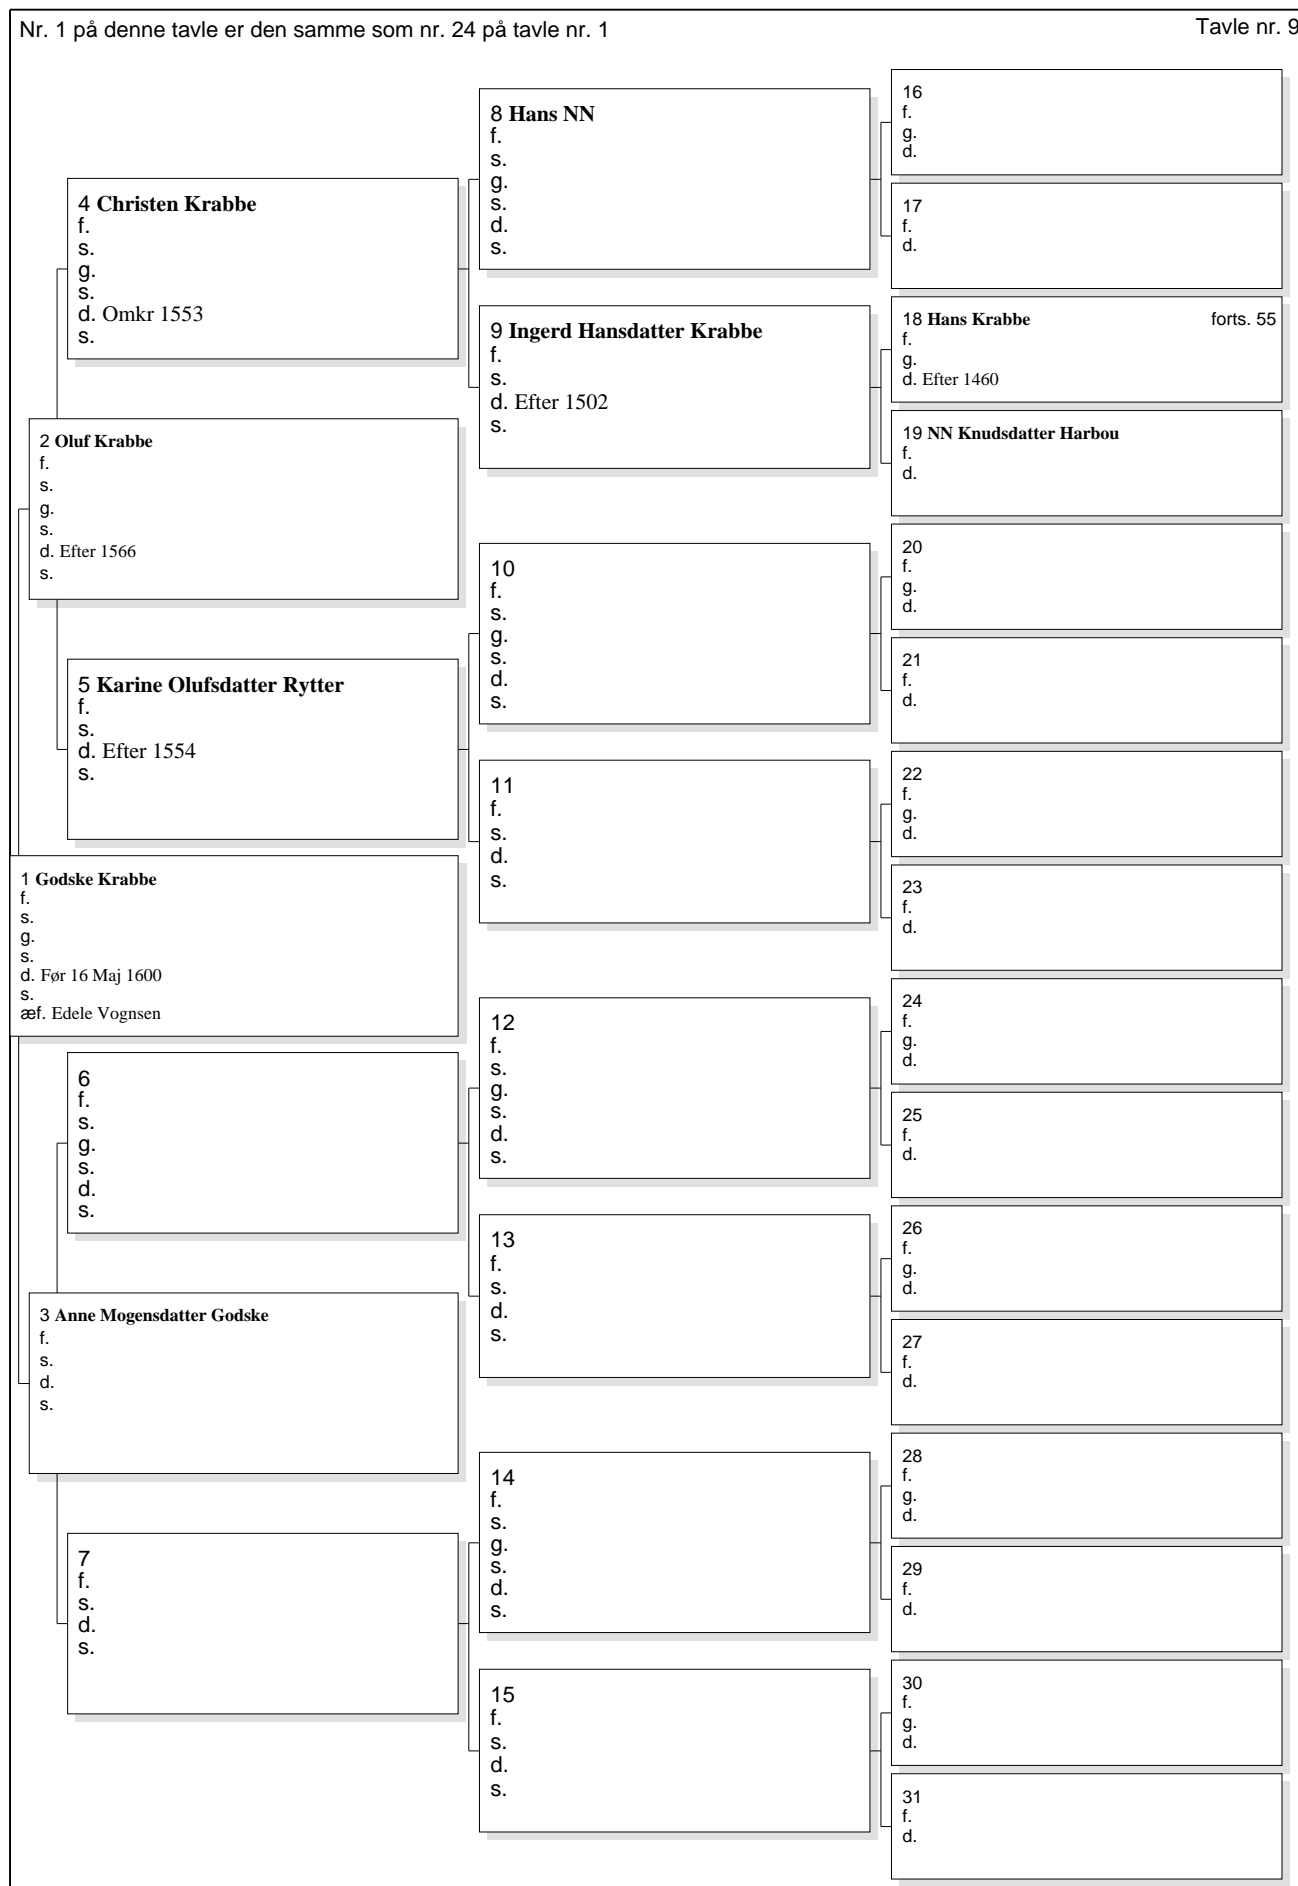 Nr. 1 på denne tavle er den samme som nr. 24 på tavle nr. 1
Tavle nr. 9
1 Godske Krabbe
f.
s.
g.
s.
d. Før 16 Maj 1600
s.
æf. Edele Vognsen
2 Oluf Krabbe
f.
s.
g.
s.
d. Efter 1566
s.
3 Anne Mogensdatter Godske
f.
s.
d.
s.
4 Christen Krabbe
f.
s.
g.
s.
d. Omkr 1553
s.
5 Karine Olufsdatter Rytter
f.
s.
d. Efter 1554
s.
6
f.
s.
g.
s.
d.
s.
7
f.
s.
d.
s.
8 Hans NN
f.
s.
g.
s.
d.
s.
9 Ingerd Hansdatter Krabbe
f.
s.
d. Efter 1502
s.
10
f.
s.
g.
s.
d.
s.
11
f.
s.
d.
s.
12
f.
s.
g.
s.
d.
s.
13
f.
s.
d.
s.
14
f.
s.
g.
s.
d.
s.
15
f.
s.
d.
s.
16
f.
g.
d.
17
f.
d.
18 Hans Krabbe forts. 55
f.
g.
d. Efter 1460
19 NN Knudsdatter Harbou
f.
d.
20
f.
g.
d.
21
f.
d.
22
f.
g.
d.
23
f.
d.
24
f.
g.
d.
25
f.
d.
26
f.
g.
d.
27
f.
d.
28
f.
g.
d.
29
f.
d.
30
f.
g.
d.
31
f.
d.